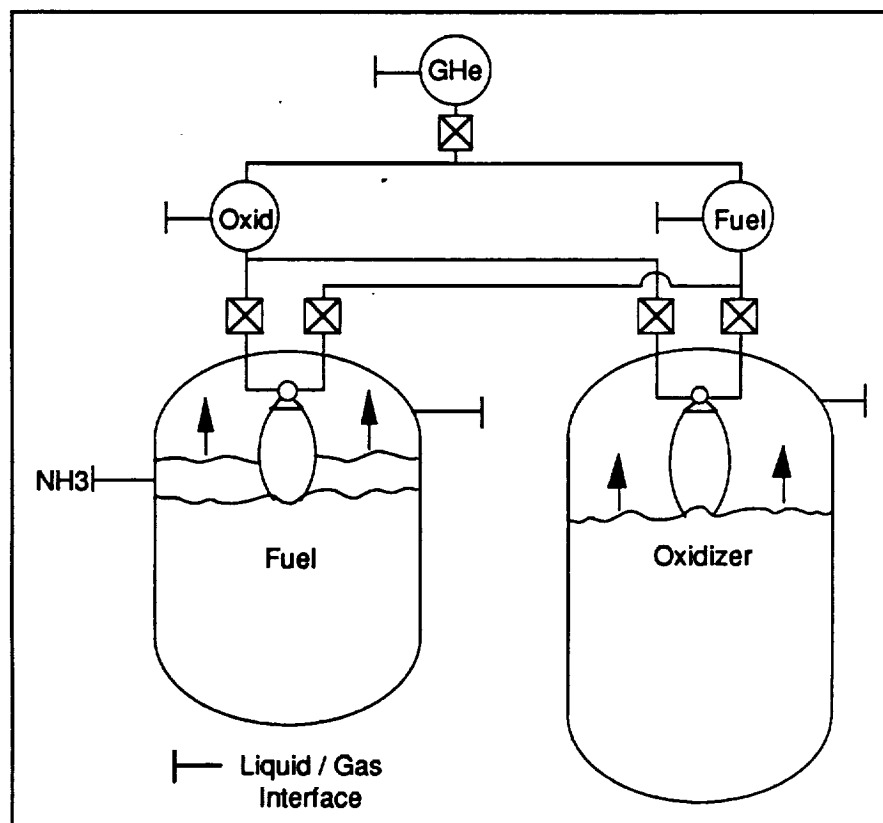 GHe
Oxid
Fuel
NH3
Fuel
Oxidizer
Liquid / Gas
Interface